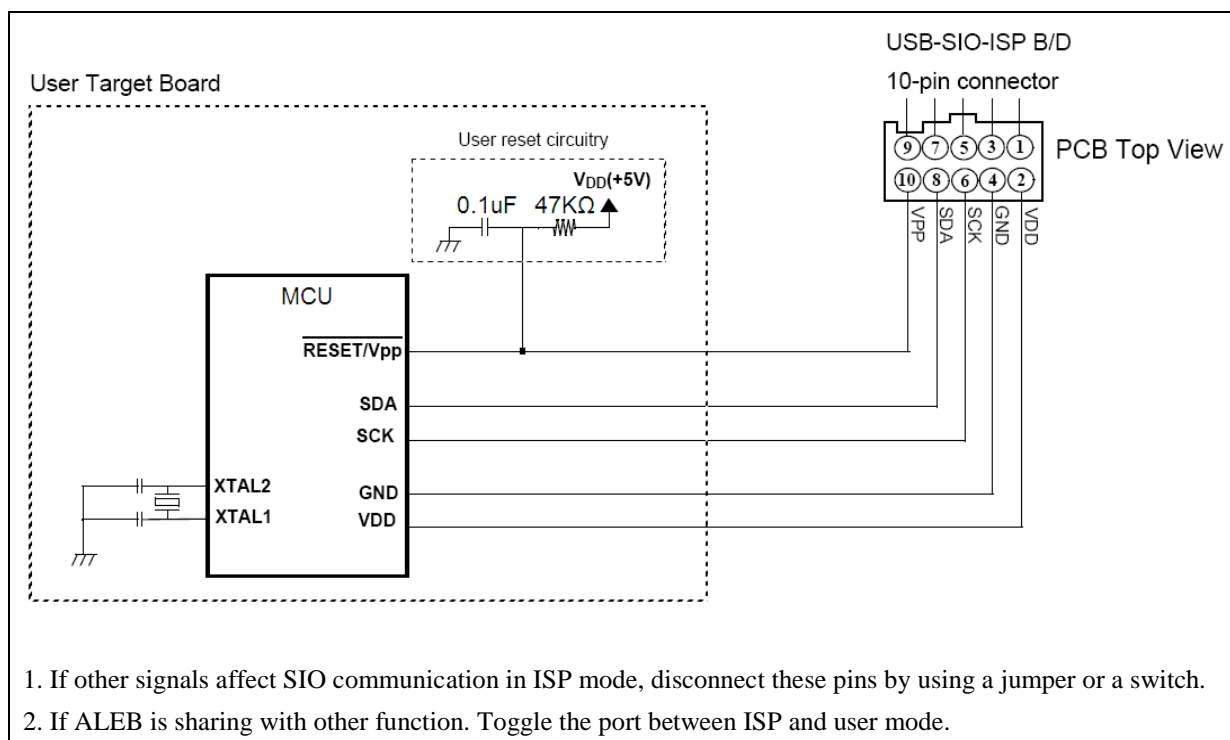 USB-SIO-ISP B/D
User Target Board
10-pin connector
User reset circuitry
9 7 5 3 1
PCB Top View
10 8 6 4 2
VDD(+5V)
0.1uF 47KΩ
VPP SDA SCK GND VDD
MCU
RESET/Vpp
SDA
SCK
XTAL2
GND
XTAL1
VDD
1. If other signals affect SIO communication in ISP mode, disconnect these pins by using a jumper or a switch.
2. If ALEB is sharing with other function. Toggle the port between ISP and user mode.